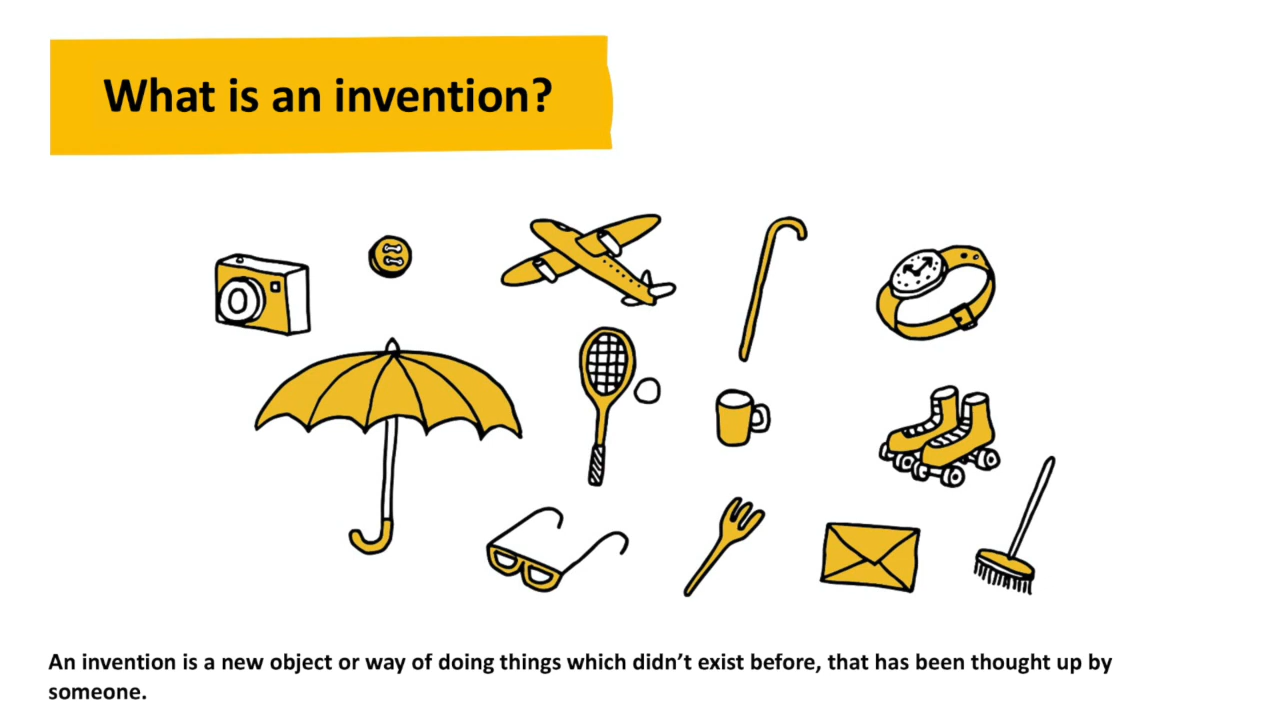 What is an invention?
An invention is a new object or way of doing things which didn’t exist before, that has been thought up by
someone.